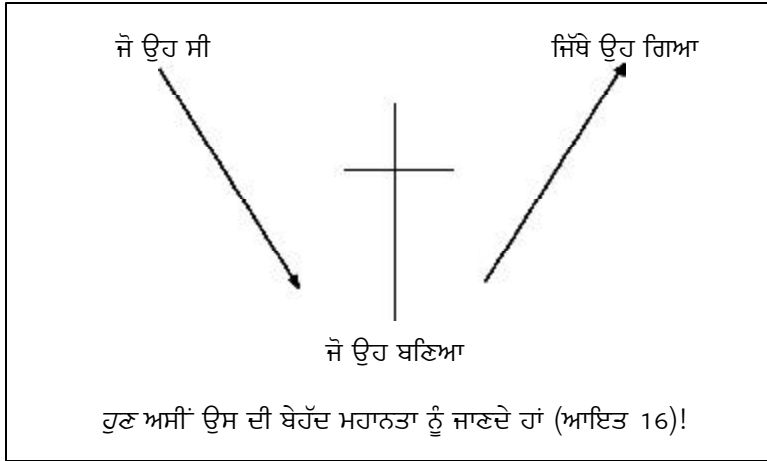 ਜੋ ਉਹ ਸੀ
ਜਿੱਥੇ ਉਹ ਗਿਆ
ਜੋ ਉਹ ਬਣਿਆ
ਹੁਣ ਅਸੀਂ ਉਸ ਦੀ ਬੇਹੱਦ ਮਹਾਨਤਾ ਨੂੰ ਜਾਣਦੇ ਹਾਂ (ਆਇਤ 16)!